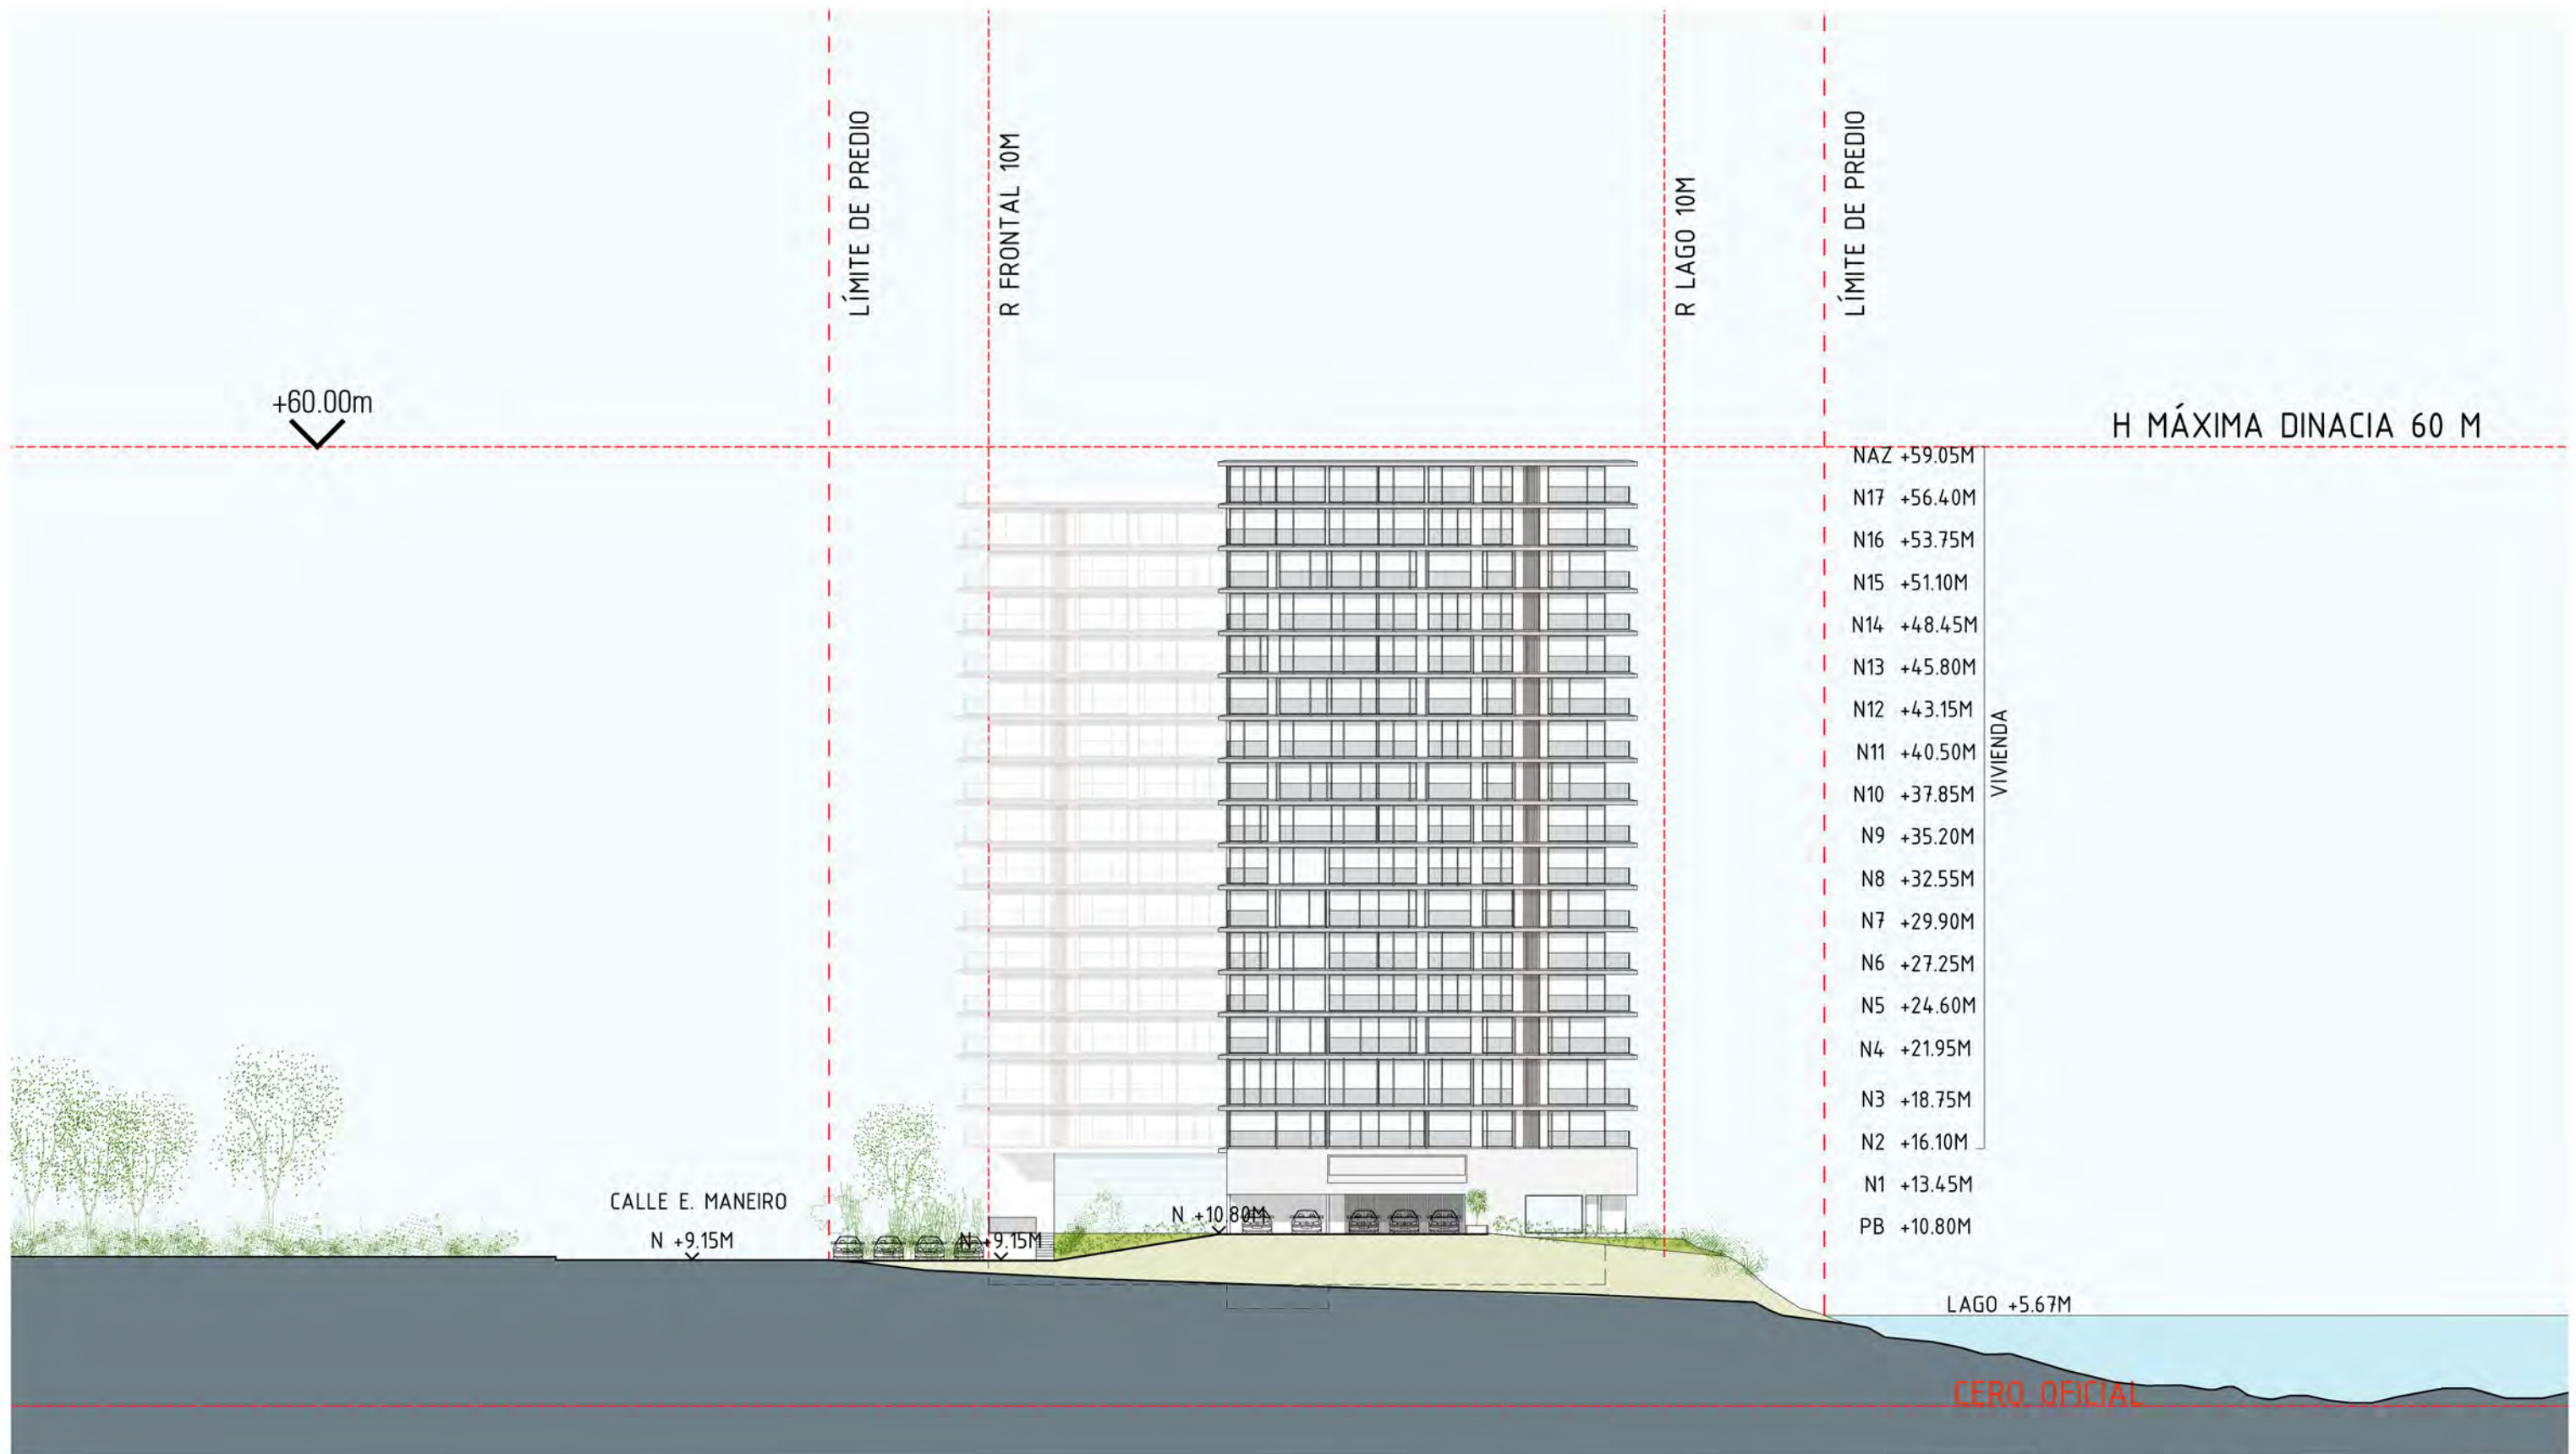 LÍMITE DE PREDIO
R FRONTAL 10M
R LAGO 10M
LÍMITE DE PREDIO
+60.00m
H MÁXIMA DINACIA 60 M
NAZ +59.05M
N17 +56.40M
N16 +53.75M
N15 +51.10M
N14 +48.45M
N13 +45.80M
N12 +43.15M
N11 +40.50M
N10 +37.85M
N9 +35.20M
N8 +32.55M
N7 +29.90M
N6 +27.25M
N5 +24.60M
N4 +21.95M
N3 +18.75M
N2 +16.10M
N1 +13.45M
PB +10.80M
VIVIENDA
CALLE E. MANEIRO
N +9.15M
N +9.15M
N +10.80M
LAGO +5.67M
CERO OFICIAL